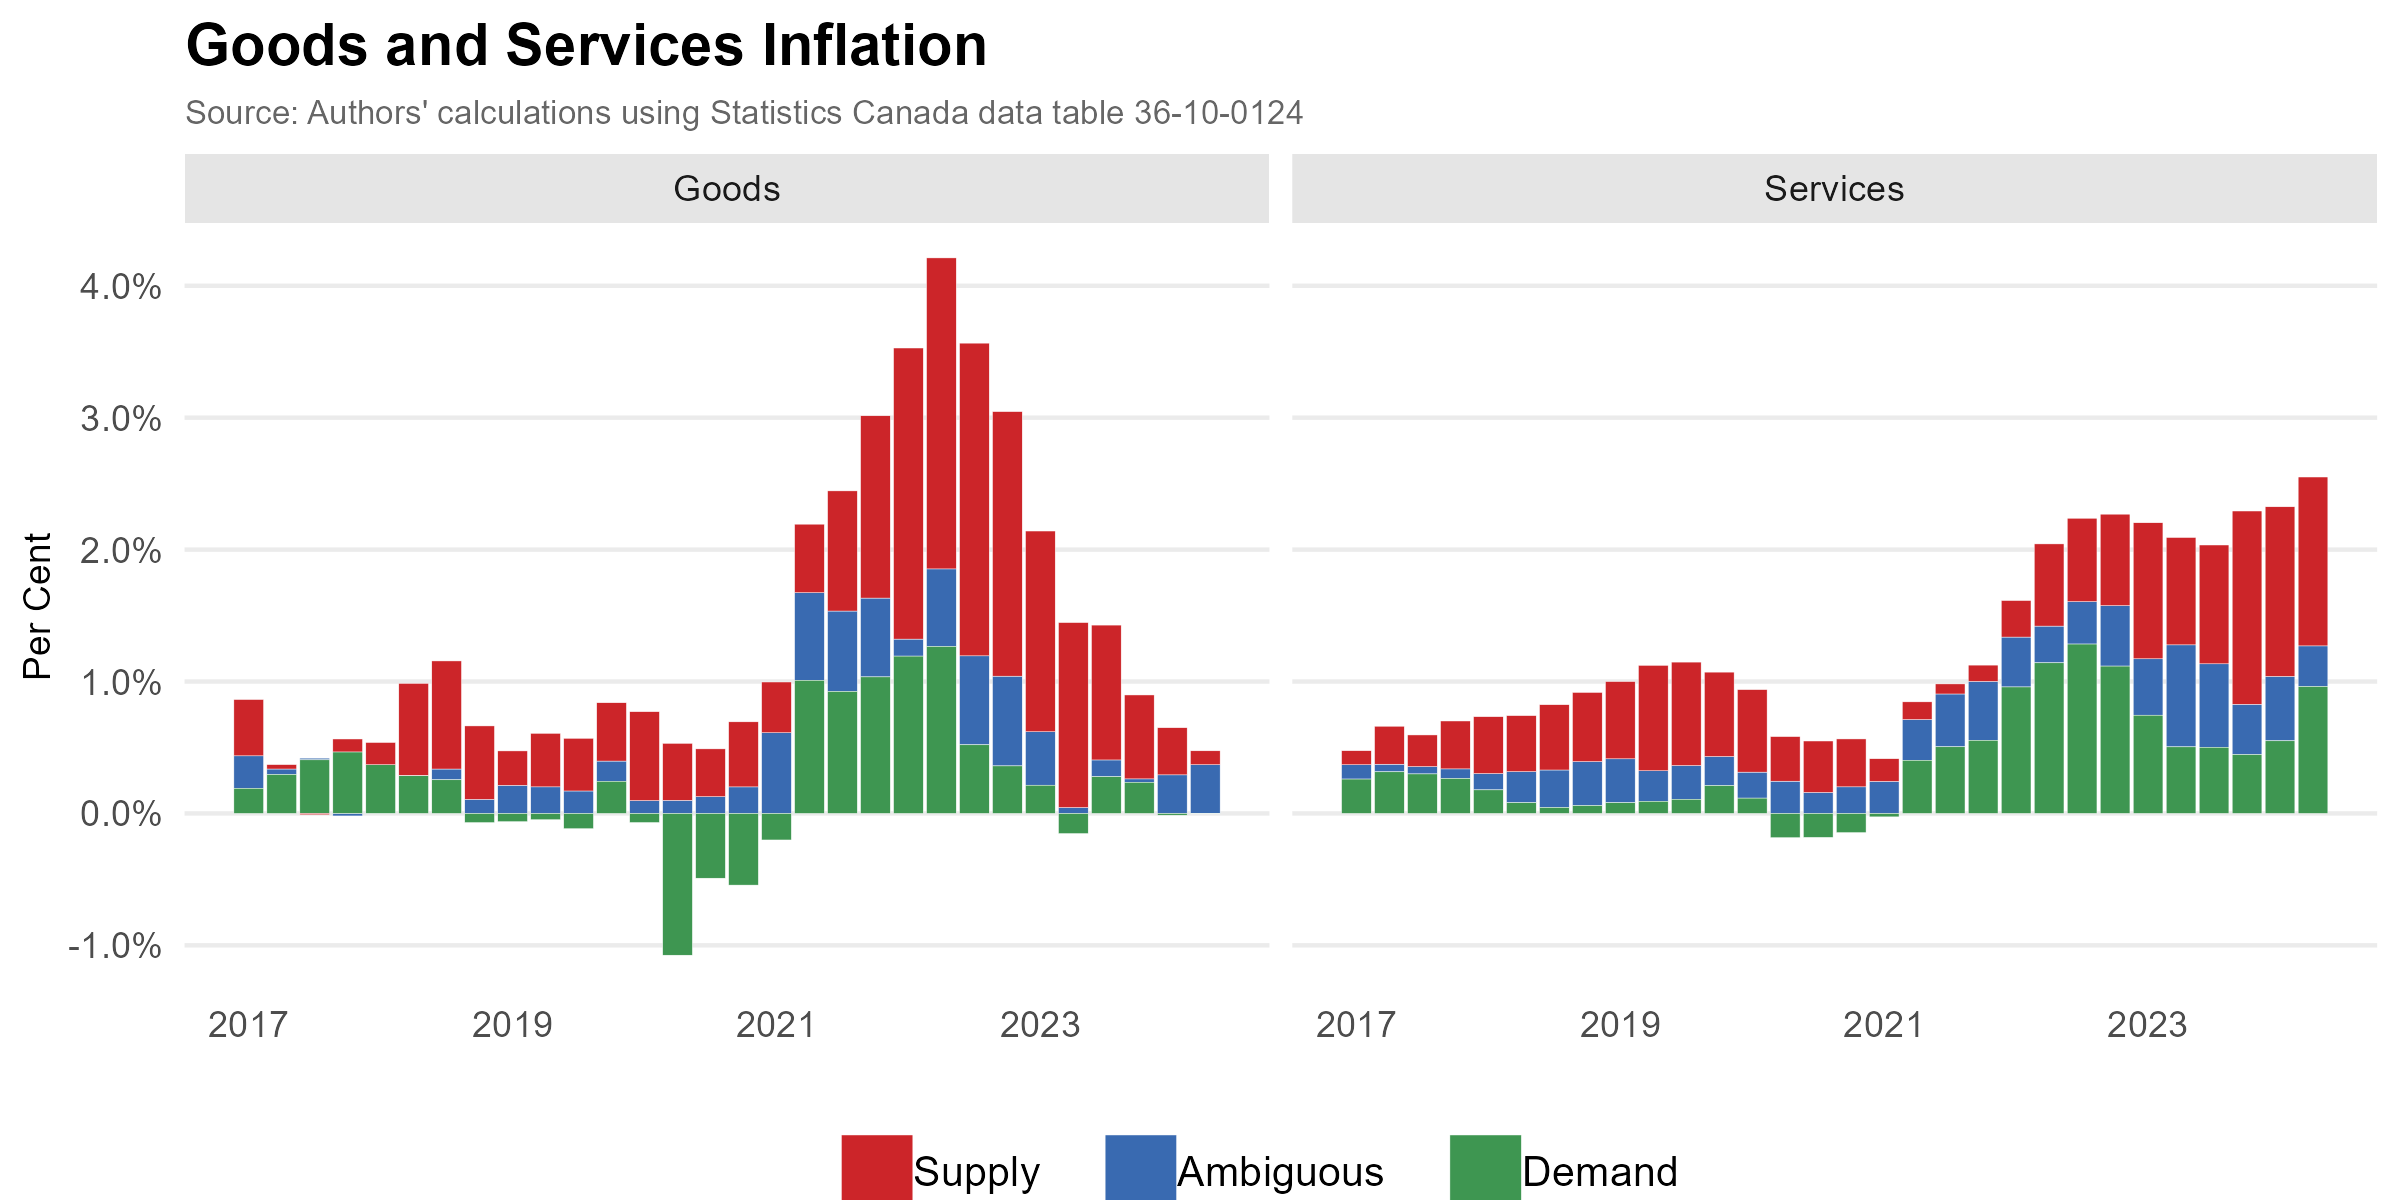 Goods and Services Inflation
Source: Authors' calculations using Statistics Canada data table 36-10-0124
Goods
Services
Per Cent
4.0%
3.0%
2.0%
1.0%
0.0%
-1.0%
2017 2019 2021 2023
2017 2019 2021 2023
Supply Ambiguous Demand